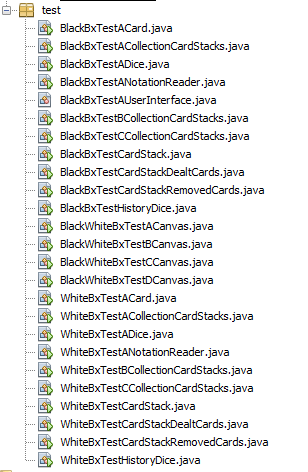 test
BlackBxTestACard.java
BlackBxTestACollectionCardStacks.java
BlackBxTestADice.java
BlackBxTestANotationReader.java
BlackBxTestAUserInterface.java
BlackBxTestBCollectionCardStacks.java
BlackBxTestCCollectionCardStacks.java
BlackBxTestCardStack.java
BlackBxTestCardStackDealtCards.java
BlackBxTestCardStackRemovedCards.java
BlackBxTestHistoryDice.java
BlackWhiteBxTestACanvas.java
BlackWhiteBxTestBCanvas.java
BlackWhiteBxTestCCanvas.java
BlackWhiteBxTestDCanvas.java
WhiteBxTestACard.java
WhiteBxTestACollectionCardStacks.java
WhiteBxTestADice.java
WhiteBxTestANotationReader.java
WhiteBxTestBCollectionCardStacks.java
WhiteBxTestCCollectionCardStacks.java
WhiteBxTestCardStack.java
WhiteBxTestCardStackDealtCards.java
WhiteBxTestCardStackRemovedCards.java
WhiteBxTestHistoryDice.java